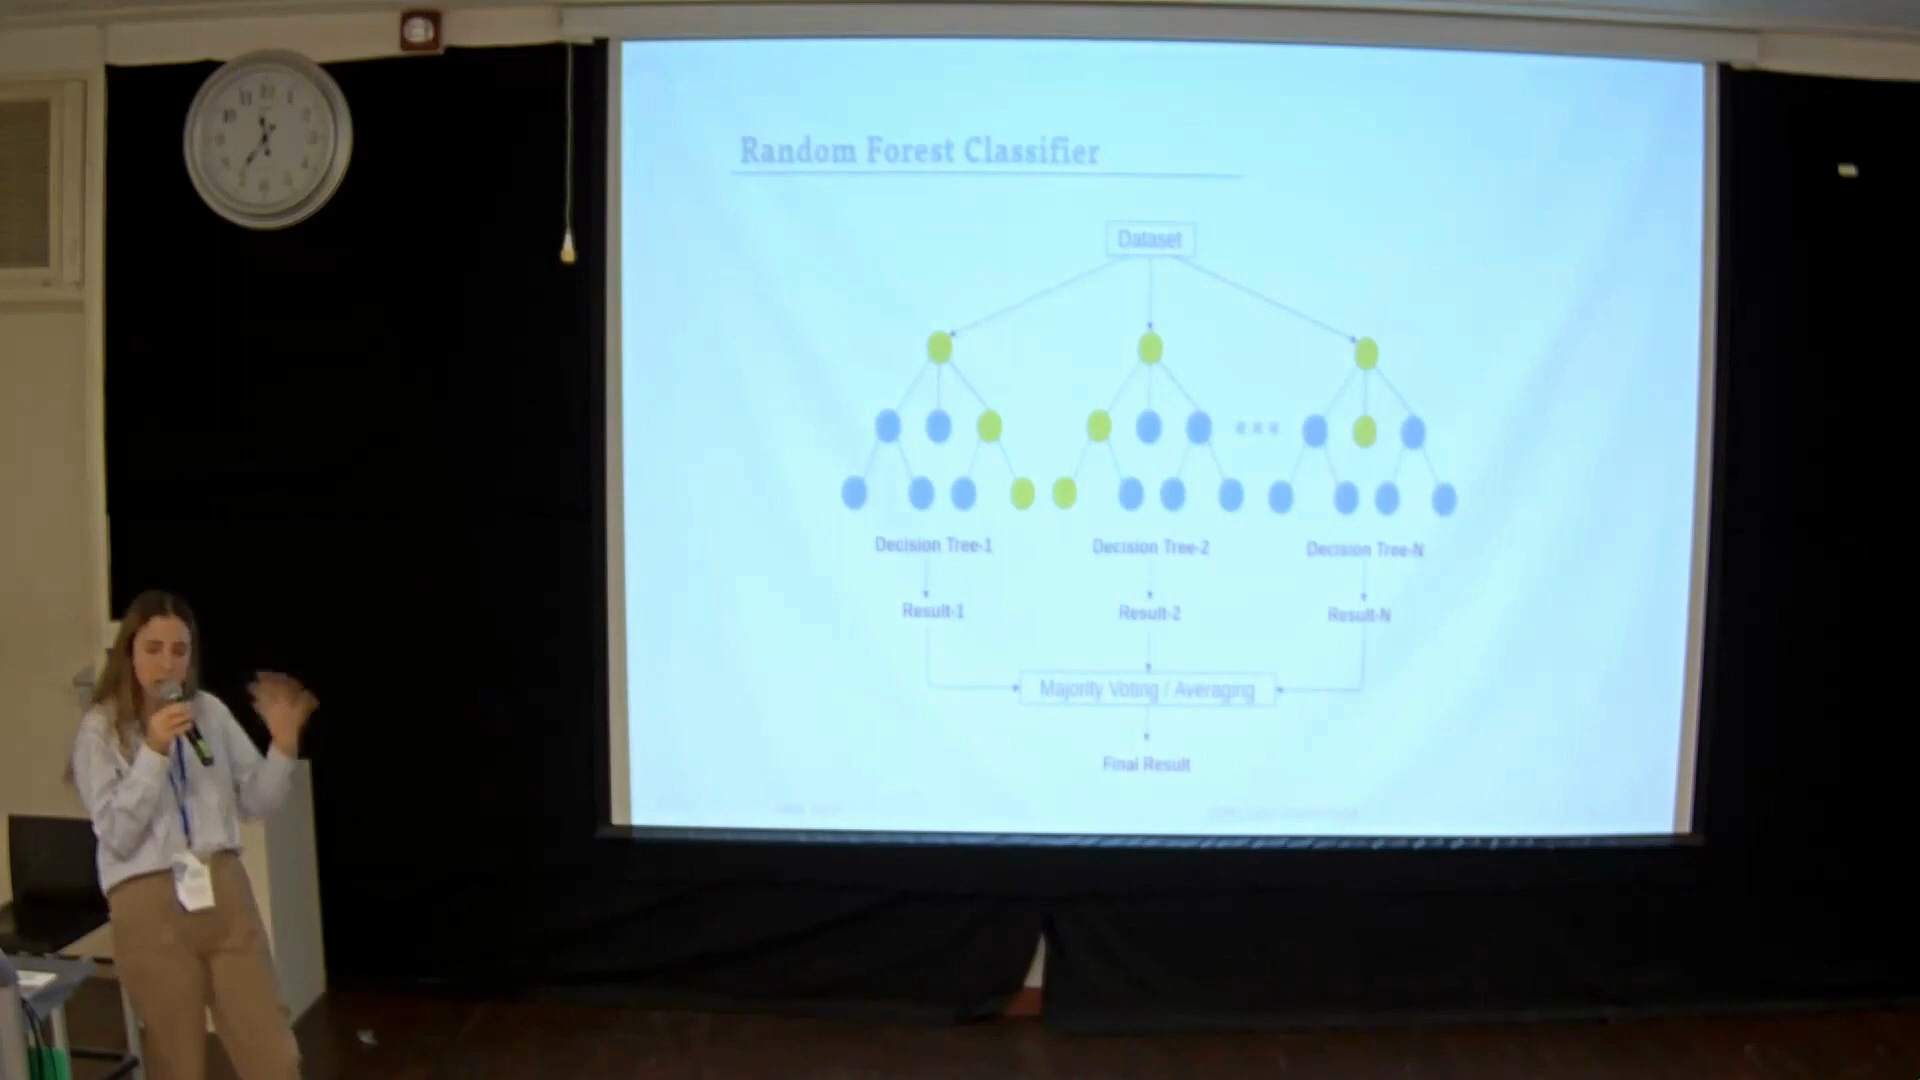 Random Forest Classifier
Dataset
Decision Tree-1
Decision Tree-2
Decision Tree-N
Result-1
Result-2
Result-N
Majority Voting / Averaging
Final Result